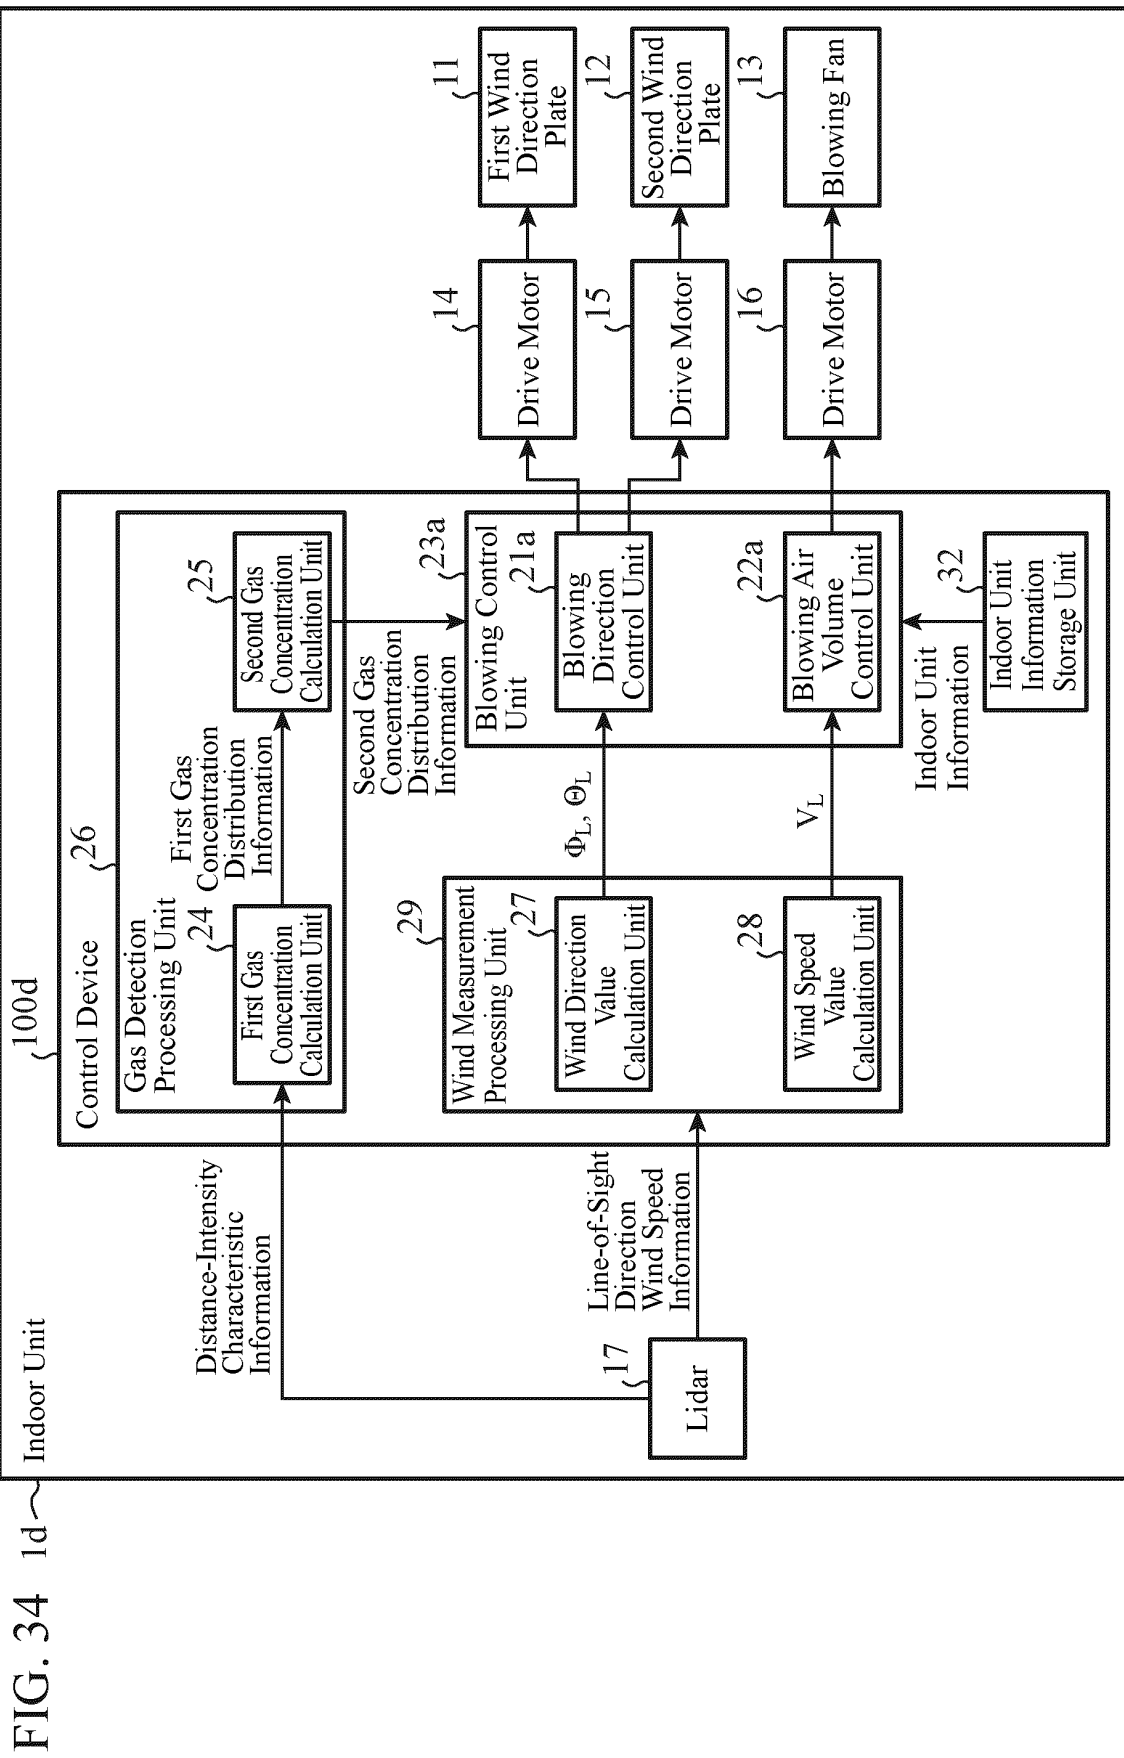 FIG. 34
1d
Indoor Unit
100d
Control Device
26
Gas Detection
Processing Unit
24
First Gas
Concentration
Calculation Unit
First Gas
Concentration
Distribution
Information
25
Second Gas
Concentration
Calculation Unit
Distance-Intensity
Characteristic
Information
Second Gas
Concentration
Distribution
Information
17
Lidar
Line-of-Sight
Direction
Wind Speed
Information
29
Wind Measurement
Processing Unit
27
Wind Direction
Value
Calculation Unit
28
Wind Speed
Value
Calculation Unit
Φ_L, Θ_L
V_L
23a
Blowing Control
Unit
21a
Blowing
Direction
Control Unit
22a
Blowing Air
Volume
Control Unit
Indoor Unit
Information
32
Indoor Unit
Information
Storage Unit
14
Drive Motor
15
Drive Motor
16
Drive Motor
11
First Wind
Direction
Plate
12
Second Wind
Direction
Plate
13
Blowing Fan